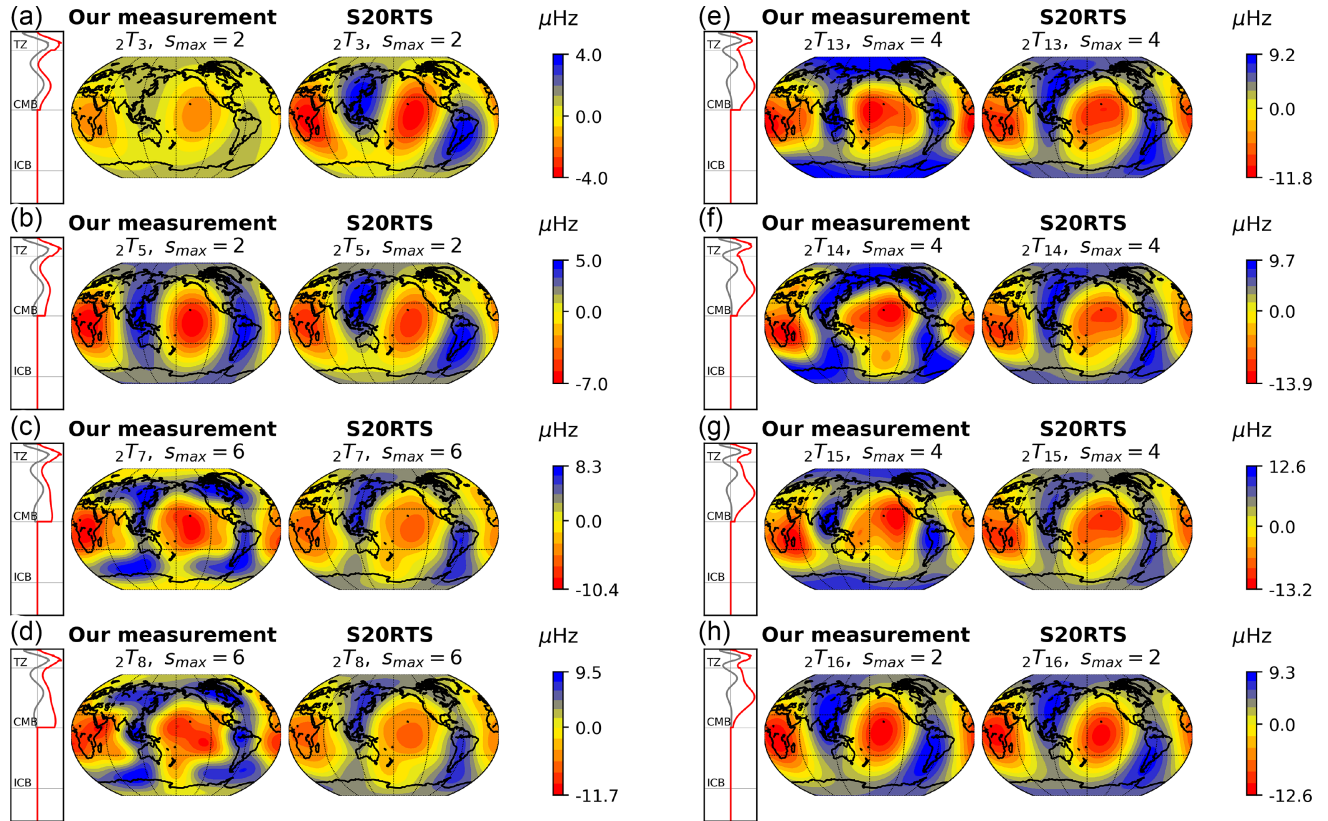 (a) Our measurement S20RTS μHz
₂T₃, s_max = 2 ₂T₃, s_max = 2
TZ
4.0
CMB
0.0
ICB
-4.0
(b) Our measurement S20RTS μHz
₂T₅, s_max = 2 ₂T₅, s_max = 2
TZ
5.0
CMB
0.0
ICB
-7.0
(c) Our measurement S20RTS μHz
₂T₇, s_max = 6 ₂T₇, s_max = 6
TZ
8.3
CMB
0.0
ICB
-10.4
(d) Our measurement S20RTS μHz
₂T₈, s_max = 6 ₂T₈, s_max = 6
TZ
9.5
CMB
0.0
ICB
-11.7
(e) Our measurement S20RTS μHz
₂T₁₃, s_max = 4 ₂T₁₃, s_max = 4
TZ
9.2
CMB
0.0
ICB
-11.8
(f) Our measurement S20RTS μHz
₂T₁₄, s_max = 4 ₂T₁₄, s_max = 4
TZ
9.7
CMB
0.0
ICB
-13.9
(g) Our measurement S20RTS μHz
₂T₁₅, s_max = 4 ₂T₁₅, s_max = 4
TZ
12.6
CMB
0.0
ICB
-13.2
(h) Our measurement S20RTS μHz
₂T₁₆, s_max = 2 ₂T₁₆, s_max = 2
TZ
9.3
CMB
0.0
ICB
-12.6